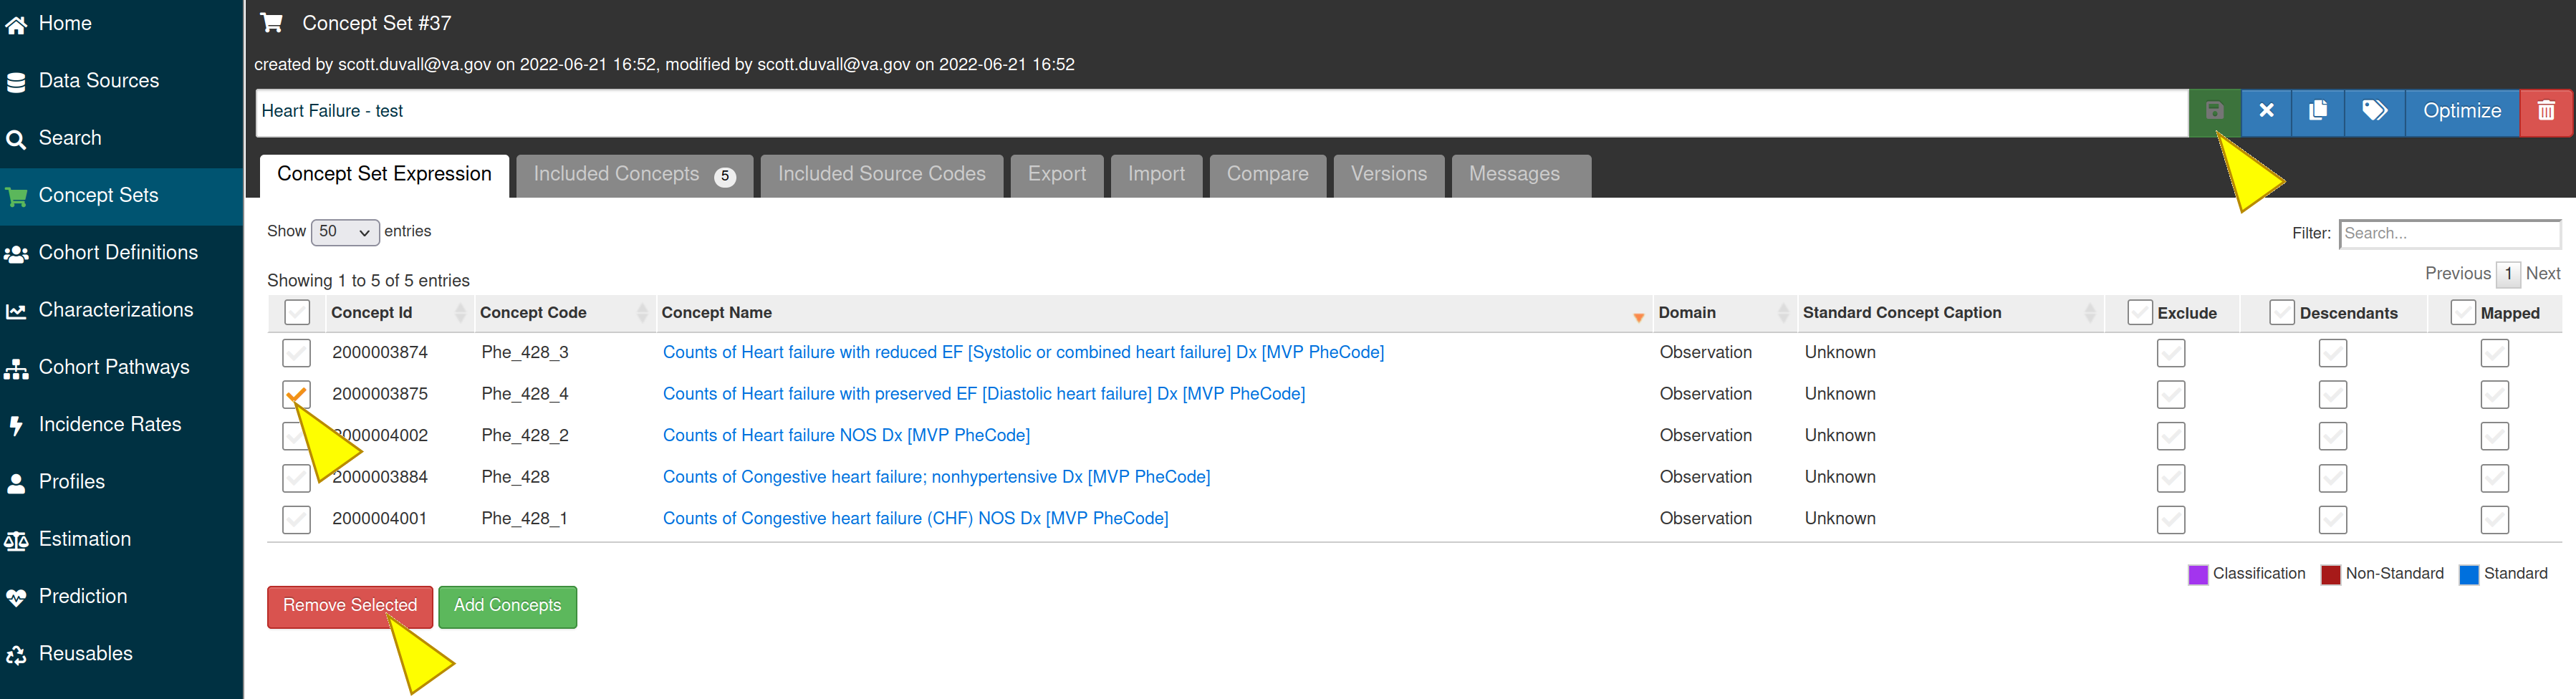 Home
Data Sources
Search
Concept Sets
Cohort Definitions
Characterizations
Cohort Pathways
Incidence Rates
Profiles
Estimation
Prediction
Reusables
Concept Set #37
created by scott.duvall@va.gov on 2022-06-21 16:52, modified by scott.duvall@va.gov on 2022-06-21 16:52
Heart Failure - test
Optimize
Concept Set Expression Included Concepts 5 Included Source Codes Export Import Compare Versions Messages
Show 50 entries
Filter: Search...
Showing 1 to 5 of 5 entries
Previous 1 Next
Concept Id Concept Code Concept Name Domain Standard Concept Caption Exclude Descendants Mapped
2000003874 Phe_428_3 Counts of Heart failure with reduced EF [Systolic or combined heart failure] Dx [MVP PheCode] Observation Unknown
2000003875 Phe_428_4 Counts of Heart failure with preserved EF [Diastolic heart failure] Dx [MVP PheCode] Observation Unknown
2000004002 Phe_428_2 Counts of Heart failure NOS Dx [MVP PheCode] Observation Unknown
2000003884 Phe_428 Counts of Congestive heart failure; nonhypertensive Dx [MVP PheCode] Observation Unknown
2000004001 Phe_428_1 Counts of Congestive heart failure (CHF) NOS Dx [MVP PheCode] Observation Unknown
Classification Non-Standard Standard
Remove Selected Add Concepts